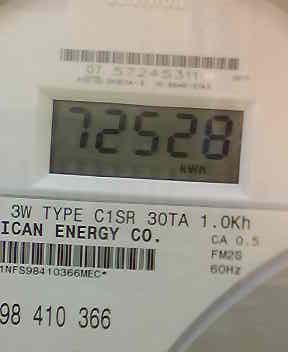 07 57245311
72528
kWh
3W TYPE C1SR 30TA 1.0Kh
ICAN ENERGY CO.
CA 0.5
FM2S
60Hz
1NFS98410366MEC*
98 410 366